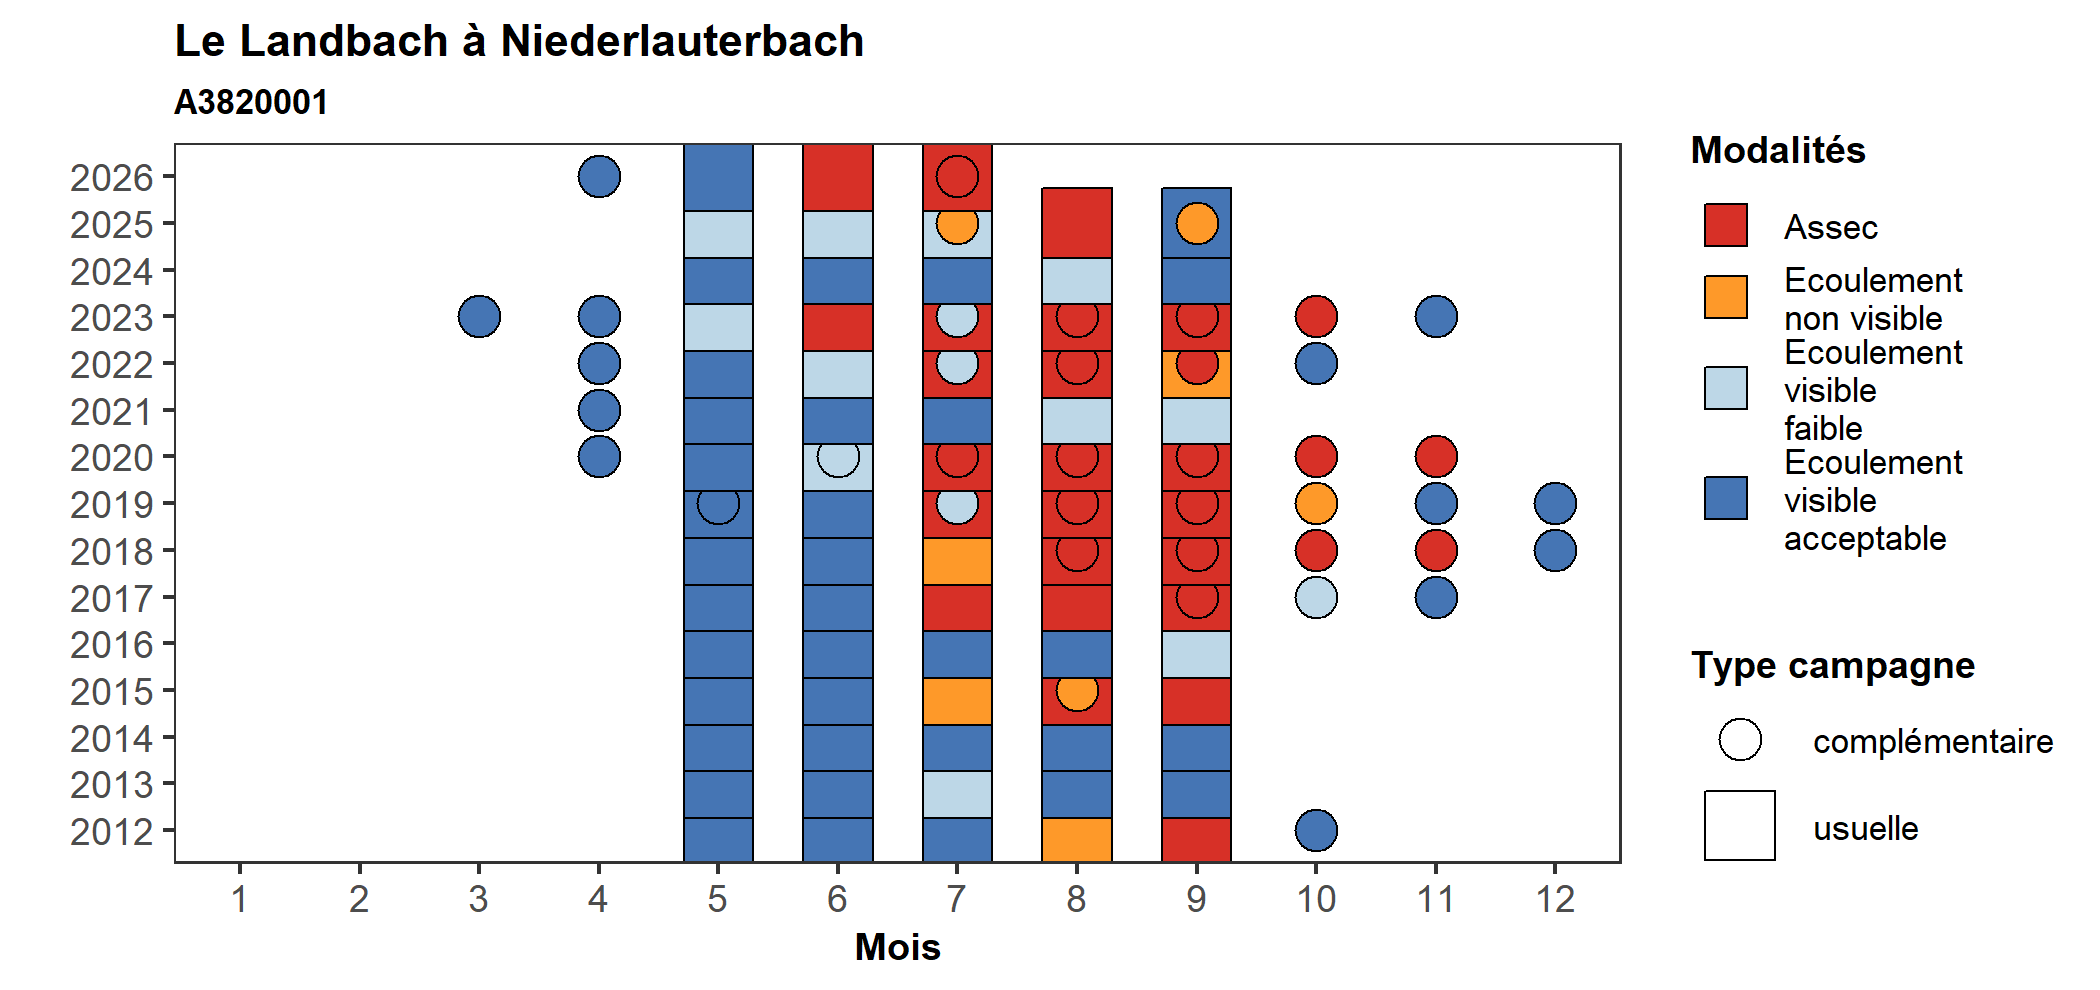 Le Landbach à Niederlauterbach
A3820001
2026
2025
2024
2023
2022
2021
2020
2019
2018
2017
2016
2015
2014
2013
2012
1 2 3 4 5 6 7 8 9 10 11 12
Mois
Modalités
Assec
Ecoulement
non visible
Ecoulement
visible
faible
Ecoulement
visible
acceptable
Type campagne
complémentaire
usuelle